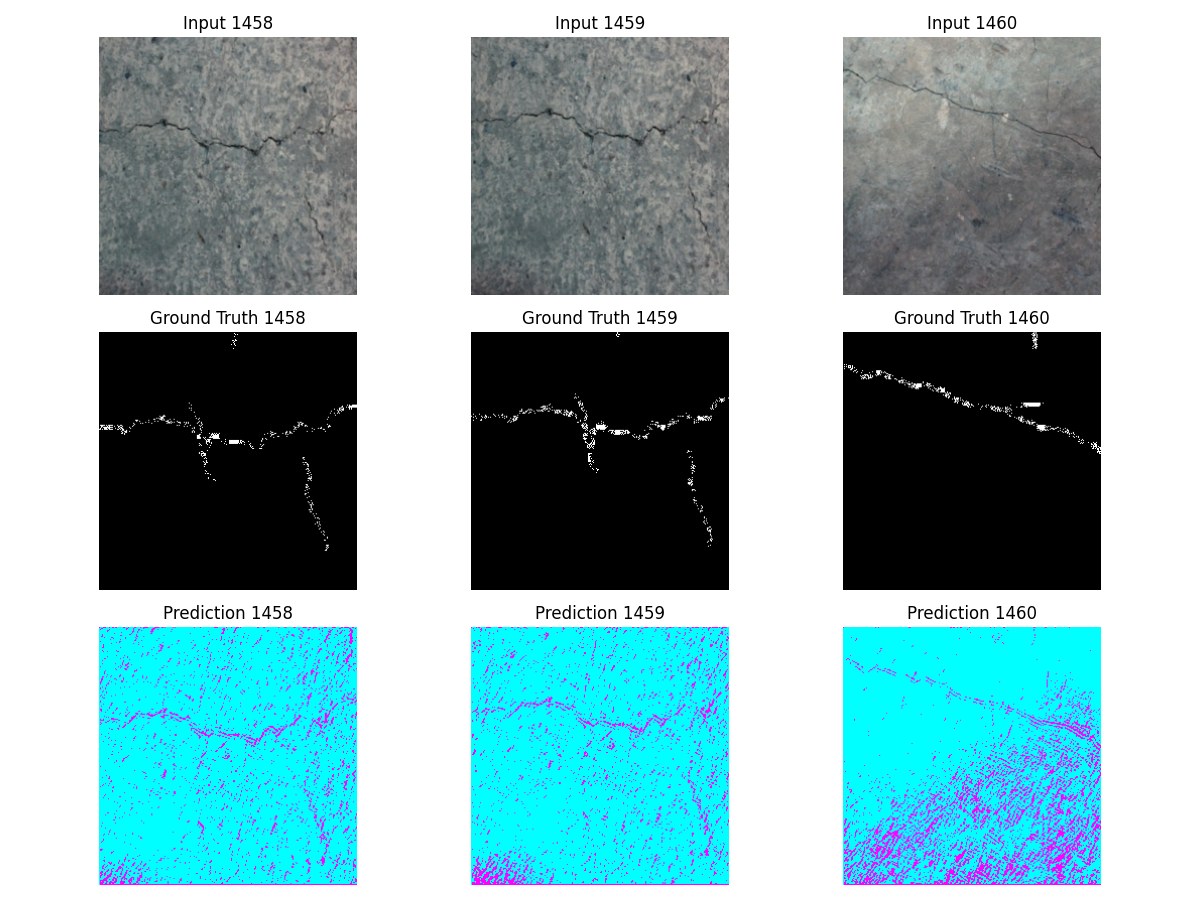 Input 1458
Input 1459
Input 1460
Ground Truth 1458
Ground Truth 1459
Ground Truth 1460
Prediction 1458
Prediction 1459
Prediction 1460